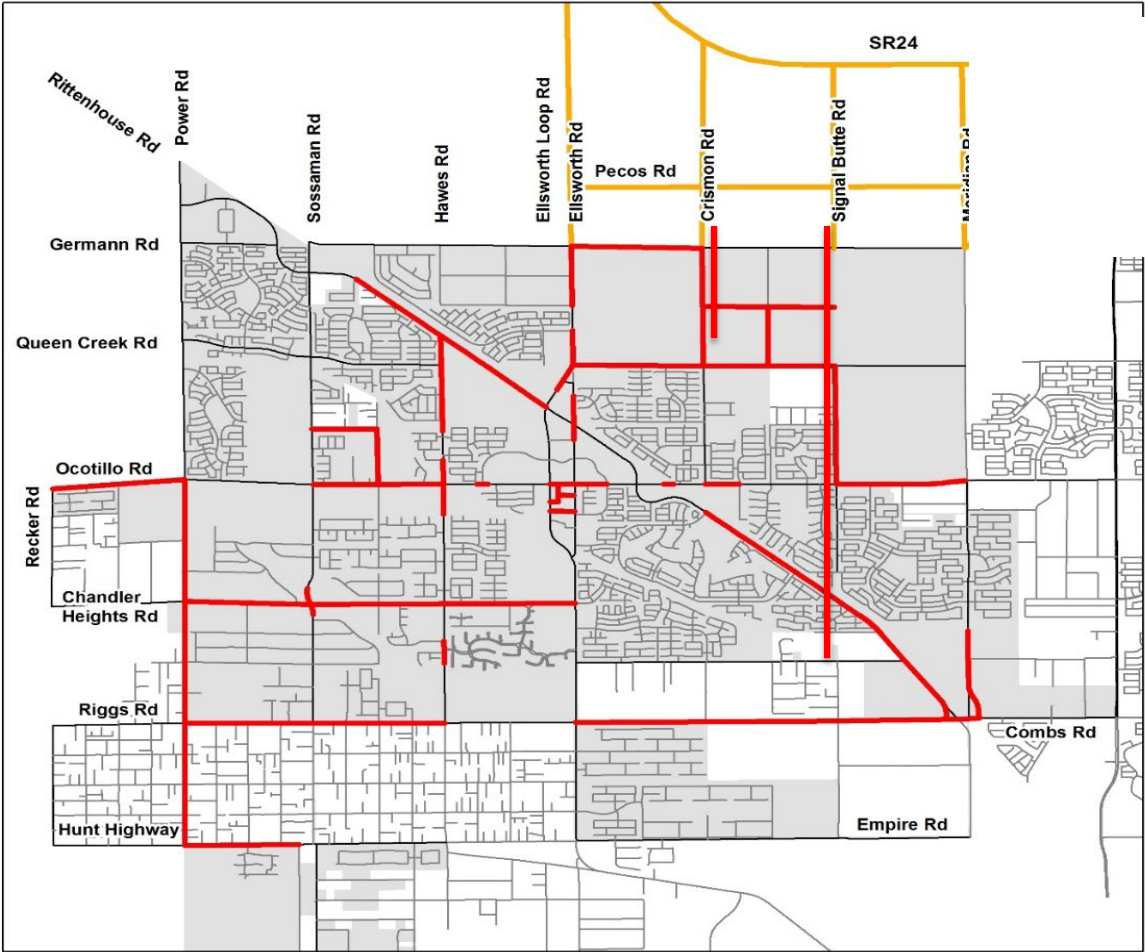 SR24
Rittenhouse Rd
Power Rd
Sossaman Rd
Hawes Rd
Ellsworth Loop Rd
Ellsworth Rd
Crismon Rd
Signal Butte Rd
Meridian Rd
Pecos Rd
Germann Rd
Queen Creek Rd
Ocotillo Rd
Recker Rd
Chandler
Heights Rd
Riggs Rd
Combs Rd
Hunt Highway
Empire Rd